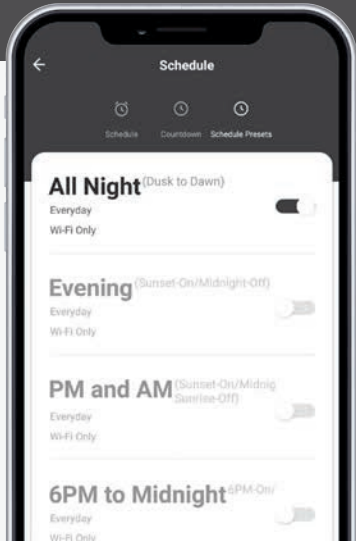 Schedule
Schedule Countdown Schedule Presets
All Night (Dusk to Dawn)
Everyday
Wi-Fi Only
Evening (Sunset-On/Midnight-Off)
Everyday
Wi-Fi Only
PM and AM (Sunset-On/Midnig
Sunrise-Off)
Everyday
Wi-Fi Only
6PM to Midnight 6PM-On/
Everyday
Wi-Fi Only